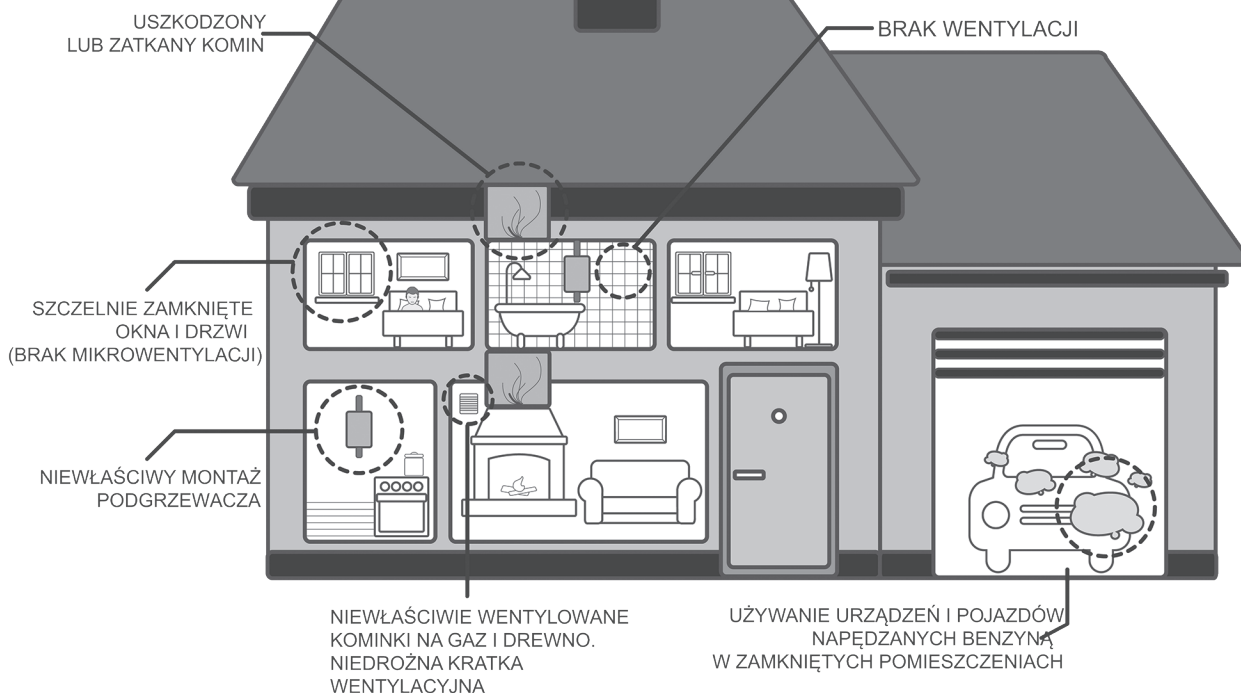 USZKODZONY
LUB ZATKANY KOMIN
BRAK WENTYLACJI
SZCZELNIE ZAMKNIĘTE
OKNA I DRZWI
(BRAK MIKROWENTYLACJI)
NIEWŁAŚCIWY MONTAŻ
PODGRZEWACZA
NIEWŁAŚCIWIE WENTYLOWANE
KOMINKI NA GAZ I DREWNO.
NIEDROŻNA KRATKA
WENTYLACYJNA
UŻYWANIE URZĄDZEŃ I POJAZDÓW
NAPĘDZANYCH BENZYNĄ
W ZAMKNIĘTYCH POMIESZCZENIACH